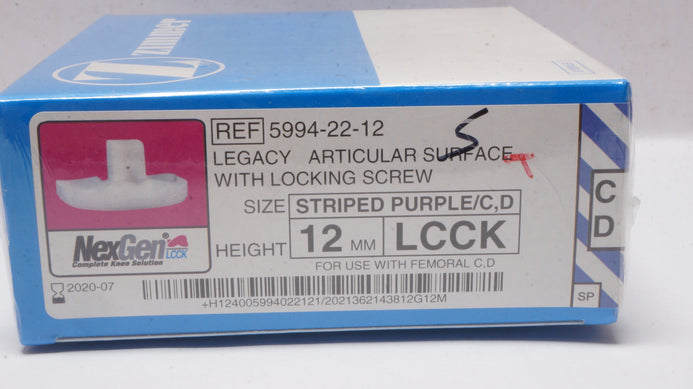 Zimmer
REF 5994-22-12
S
LEGACY ARTICULAR SURFACE
T
WITH LOCKING SCREW
SIZE STRIPED PURPLE/C,D
HEIGHT 12 MM LCCK
FOR USE WITH FEMORAL C,D
NexGen LCCK
Complete Knee Solution
2020-07
+H124005994022121/2021362143812G12M
C
D
SP